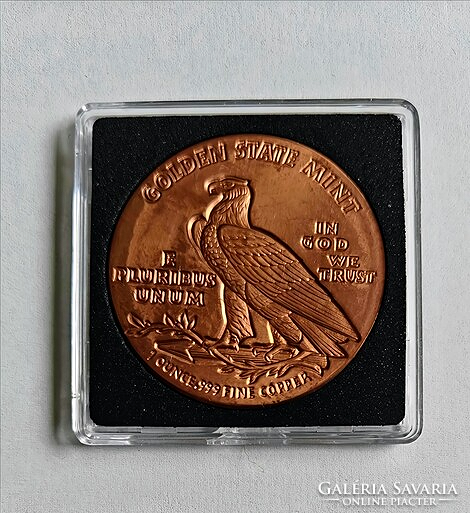 GOLDEN STATE MINT
E
PLURIBUS
UNUM
IN
GOD
WE
TRUST
1 OUNCE .999 FINE COPPER
GALÉRIA SAVARIA
ONLINE PIACTÉR